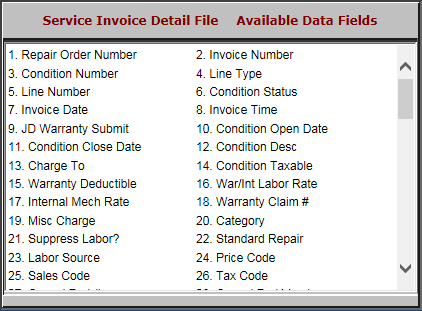 Service Invoice Detail File    Available Data Fields
1. Repair Order Number    2. Invoice Number
3. Condition Number    4. Line Type
5. Line Number    6. Condition Status
7. Invoice Date    8. Invoice Time
9. JD Warranty Submit    10. Condition Open Date
11. Condition Close Date    12. Condition Desc
13. Charge To    14. Condition Taxable
15. Warranty Deductible    16. War/Int Labor Rate
17. Internal Mech Rate    18. Warranty Claim #
19. Misc Charge    20. Category
21. Suppress Labor?    22. Standard Repair
23. Labor Source    24. Price Code
25. Sales Code    26. Tax Code